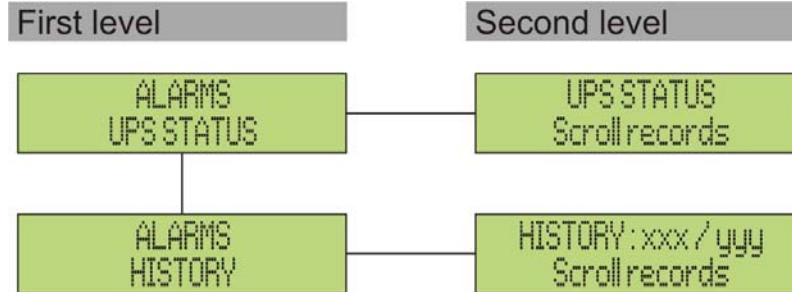 First level
Second level
ALARMS
UPS STATUS
UPS STATUS
Scroll records
ALARMS
HISTORY
HISTORY:xxx / yyy
Scroll records